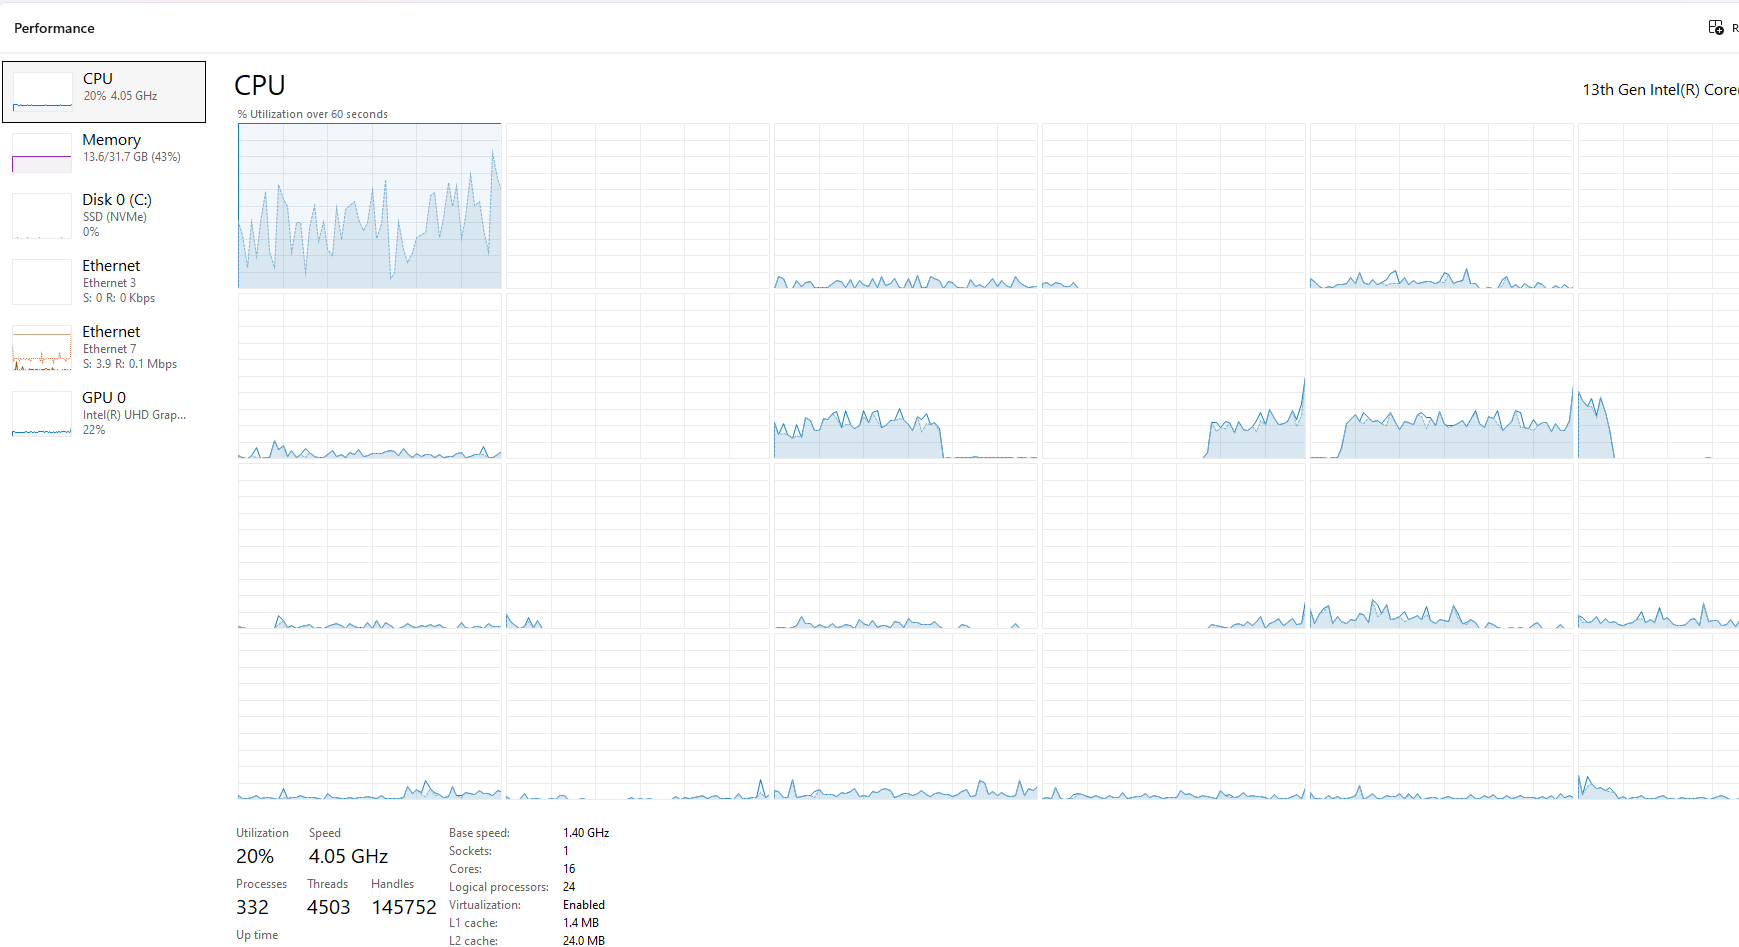 Performance
CPU
20% 4.05 GHz
Memory
13.6/31.7 GB (43%)
Disk 0 (C:)
SSD (NVMe)
0%
Ethernet
Ethernet 3
S: 0 R: 0 Kbps
Ethernet
Ethernet 7
S: 3.9 R: 0.1 Mbps
GPU 0
Intel(R) UHD Grap...
22%
CPU
13th Gen Intel(R) Core(
% Utilization over 60 seconds
Utilization
20%
Speed
4.05 GHz
Processes
332
Threads
4503
Handles
145752
Up time
Base speed: 1.40 GHz
Sockets: 1
Cores: 16
Logical processors: 24
Virtualization: Enabled
L1 cache: 1.4 MB
L2 cache: 24.0 MB